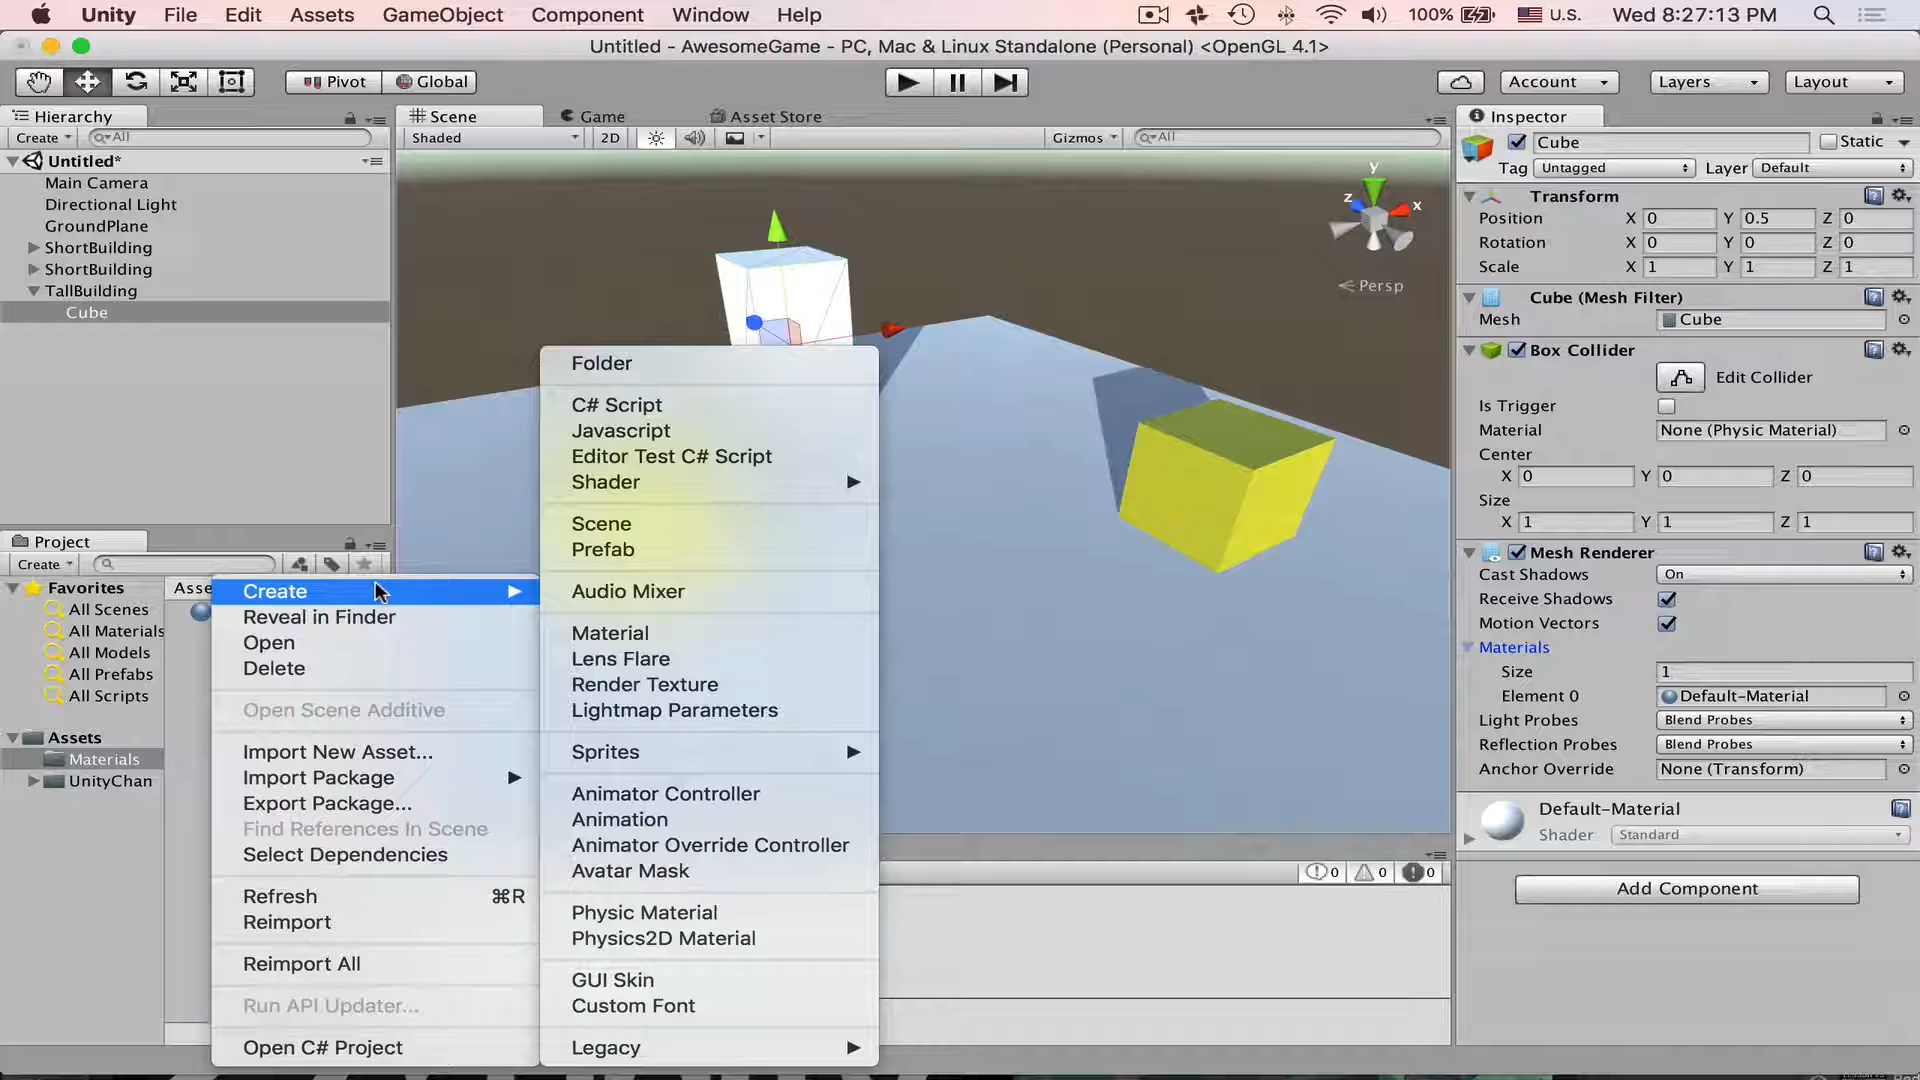 Unity File Edit Assets GameObject Component Window Help 100% U.S. Wed 8:27:13 PM
Untitled - AwesomeGame - PC, Mac & Linux Standalone (Personal) <OpenGL 4.1>
Pivot Global Account Layers Layout
Hierarchy
Create All
Untitled*
Main Camera
Directional Light
GroundPlane
ShortBuilding
ShortBuilding
TallBuilding
Cube
Scene Game Asset Store
Shaded 2D Gizmos All
y
z x
Persp
Project
Create
Favorites
All Scenes
All Materials
All Models
All Prefabs
All Scripts
Assets
Materials
UnityChan
Asse
Create
Reveal in Finder
Open
Delete
Open Scene Additive
Import New Asset...
Import Package
Export Package...
Find References In Scene
Select Dependencies
Refresh ⌘R
Reimport
Reimport All
Run API Updater...
Open C# Project
Folder
C# Script
Javascript
Editor Test C# Script
Shader
Scene
Prefab
Audio Mixer
Material
Lens Flare
Render Texture
Lightmap Parameters
Sprites
Animator Controller
Animation
Animator Override Controller
Avatar Mask
Physic Material
Physics2D Material
GUI Skin
Custom Font
Legacy
0 0 0
Inspector
Cube Static
Tag Untagged Layer Default
Transform
Position X 0 Y 0.5 Z 0
Rotation X 0 Y 0 Z 0
Scale X 1 Y 1 Z 1
Cube (Mesh Filter)
Mesh Cube
Box Collider
Edit Collider
Is Trigger
Material None (Physic Material)
Center
X 0 Y 0 Z 0
Size
X 1 Y 1 Z 1
Mesh Renderer
Cast Shadows On
Receive Shadows
Motion Vectors
Materials
Size 1
Element 0 Default-Material
Light Probes Blend Probes
Reflection Probes Blend Probes
Anchor Override None (Transform)
Default-Material
Shader Standard
Add Component